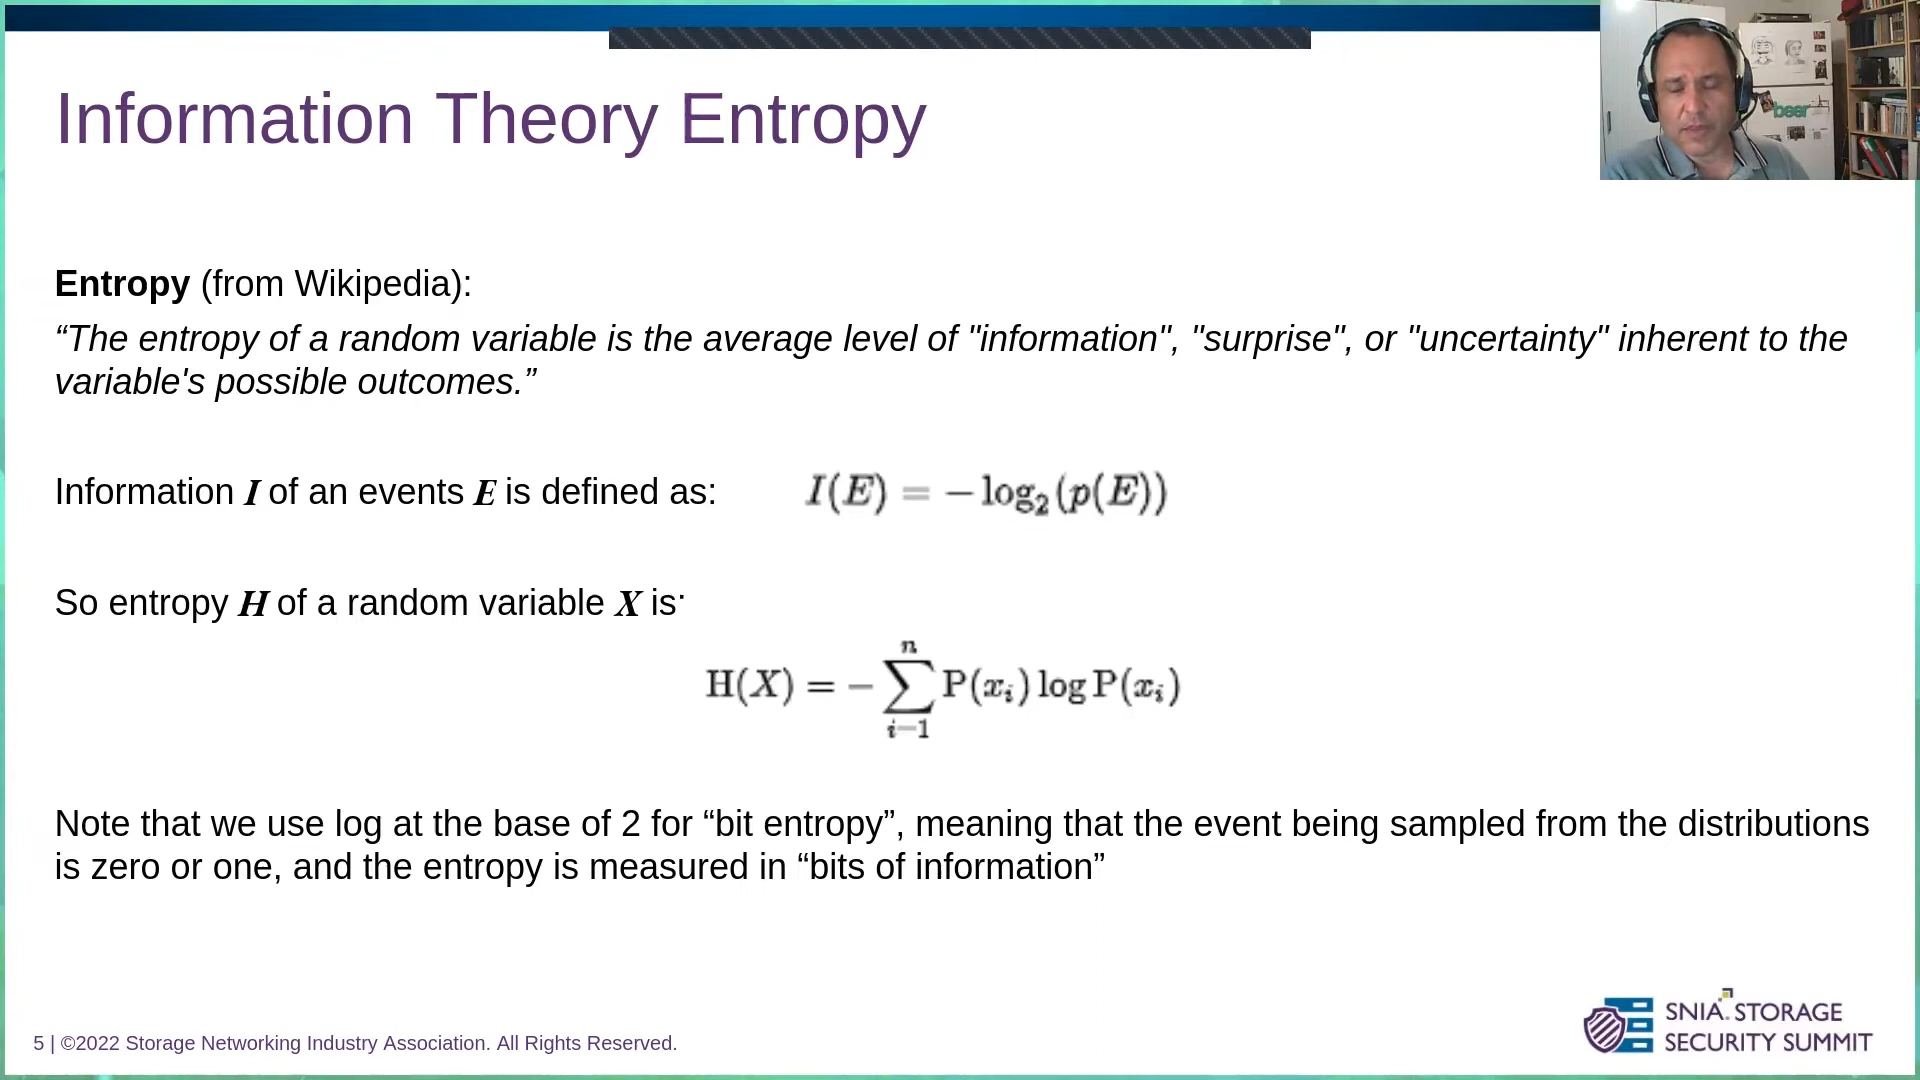 Information Theory Entropy
beer
Entropy (from Wikipedia):
“The entropy of a random variable is the average level of "information", "surprise", or "uncertainty" inherent to the
variable's possible outcomes.”
Information I of an events E is defined as: I(E) = −log₂(p(E))
So entropy H of a random variable X is:
n
H(X) = − ∑ P(xᵢ) log P(xᵢ)
i=1
Note that we use log at the base of 2 for “bit entropy”, meaning that the event being sampled from the distributions
is zero or one, and the entropy is measured in “bits of information”
SNIA. STORAGE
SECURITY SUMMIT
5 | ©2022 Storage Networking Industry Association. All Rights Reserved.